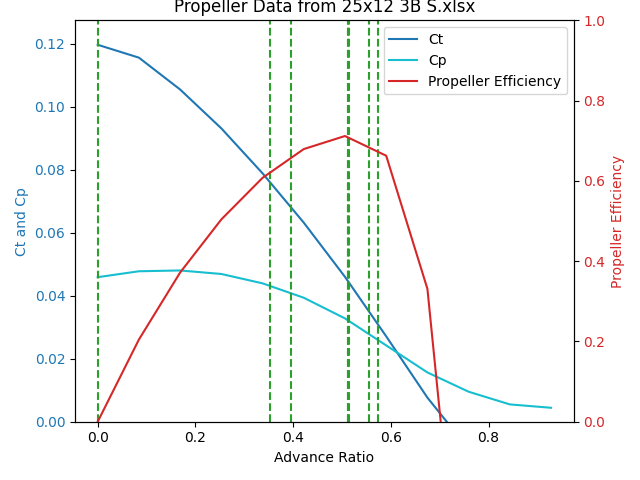 Propeller Data from 25x12 3B S.xlsx
Ct
Cp
Propeller Efficiency
0.12
0.10
0.08
0.06
0.04
0.02
0.00
Ct and Cp
1.0
0.8
0.6
0.4
0.2
0.0
Propeller Efficiency
0.0 0.2 0.4 0.6 0.8
Advance Ratio